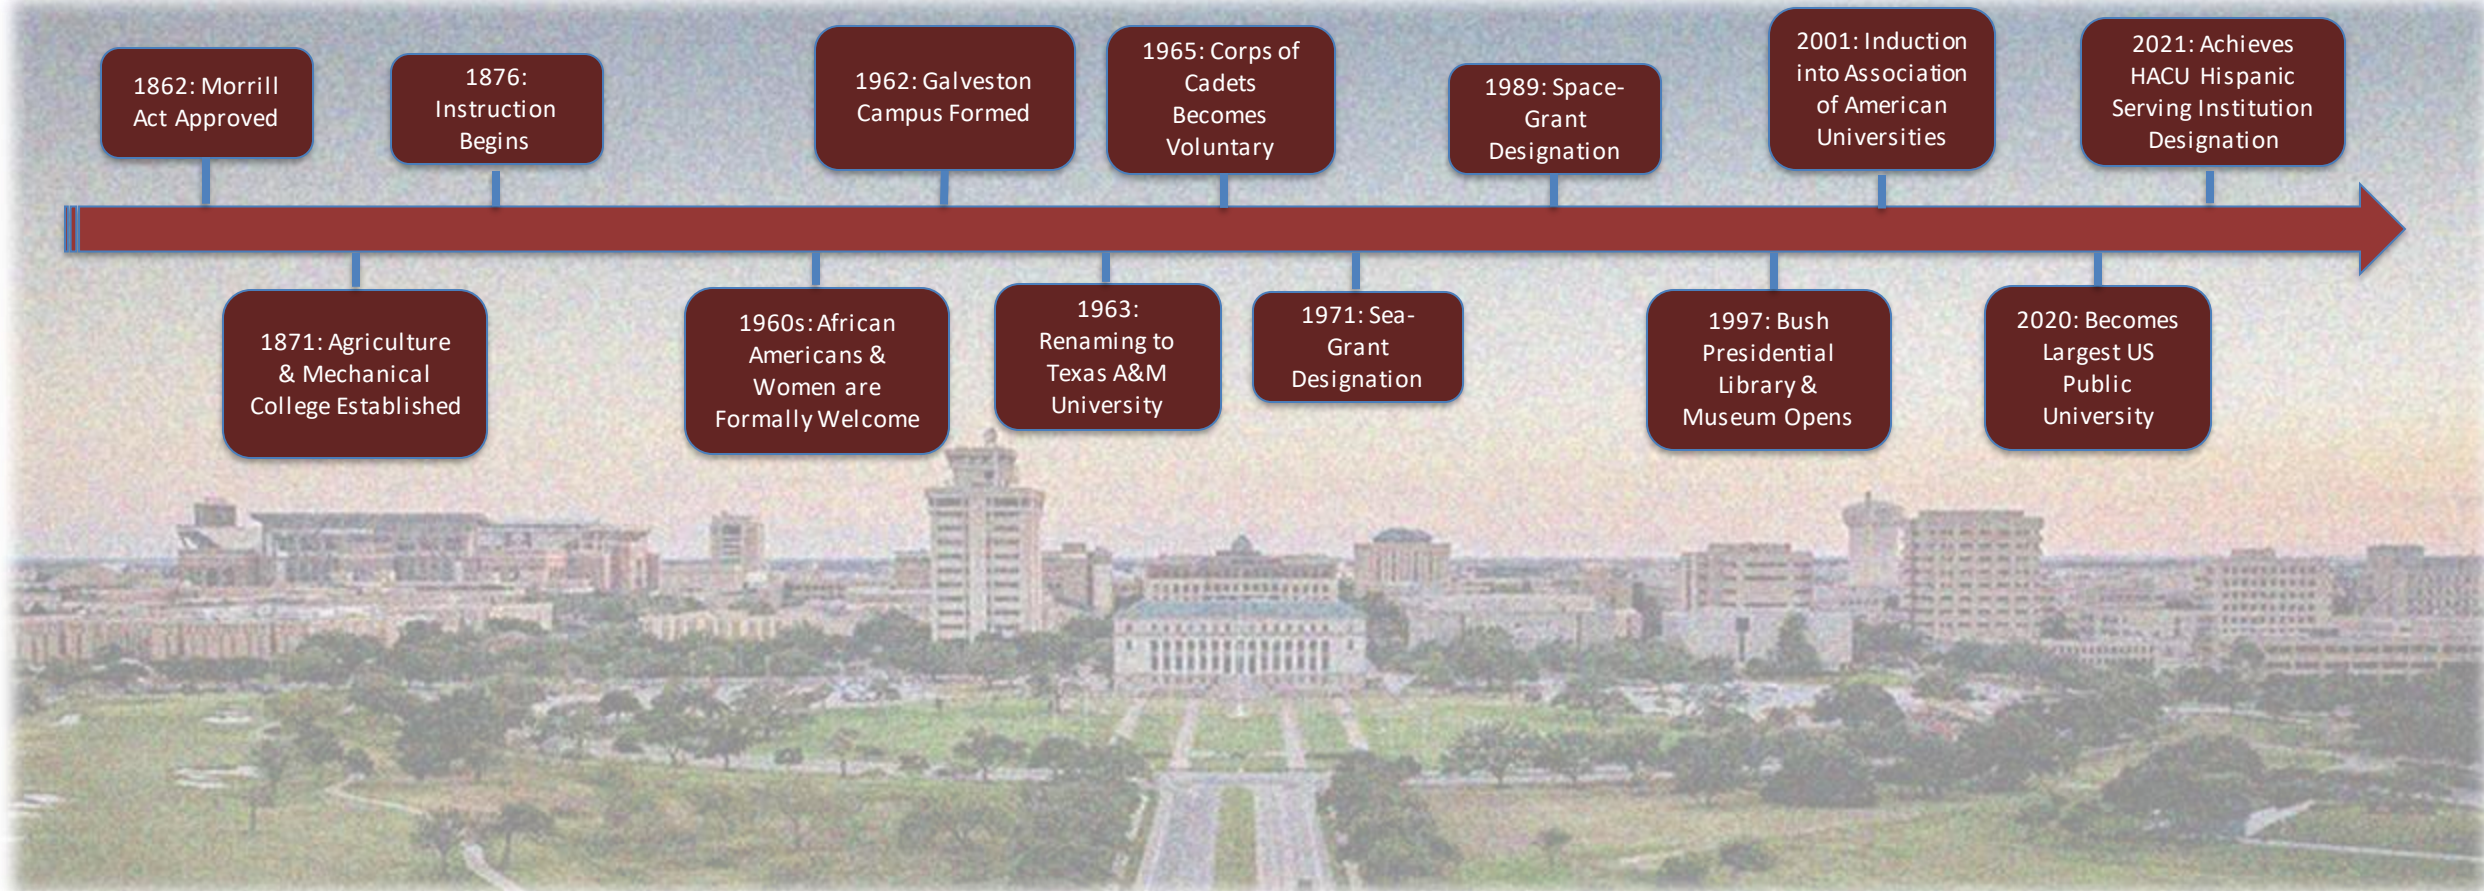 1862: Morrill
Act Approved
1871: Agriculture
& Mechanical
College Established
1876:
Instruction
Begins
1960s: African
Americans &
Women are
Formally Welcome
1962: Galveston
Campus Formed
1963:
Renaming to
Texas A&M
University
1965: Corps of
Cadets
Becomes
Voluntary
1971: Sea-
Grant
Designation
1989: Space-
Grant
Designation
1997: Bush
Presidential
Library &
Museum Opens
2001: Induction
into Association
of American
Universities
2020: Becomes
Largest US
Public
University
2021: Achieves
HACU Hispanic
Serving Institution
Designation